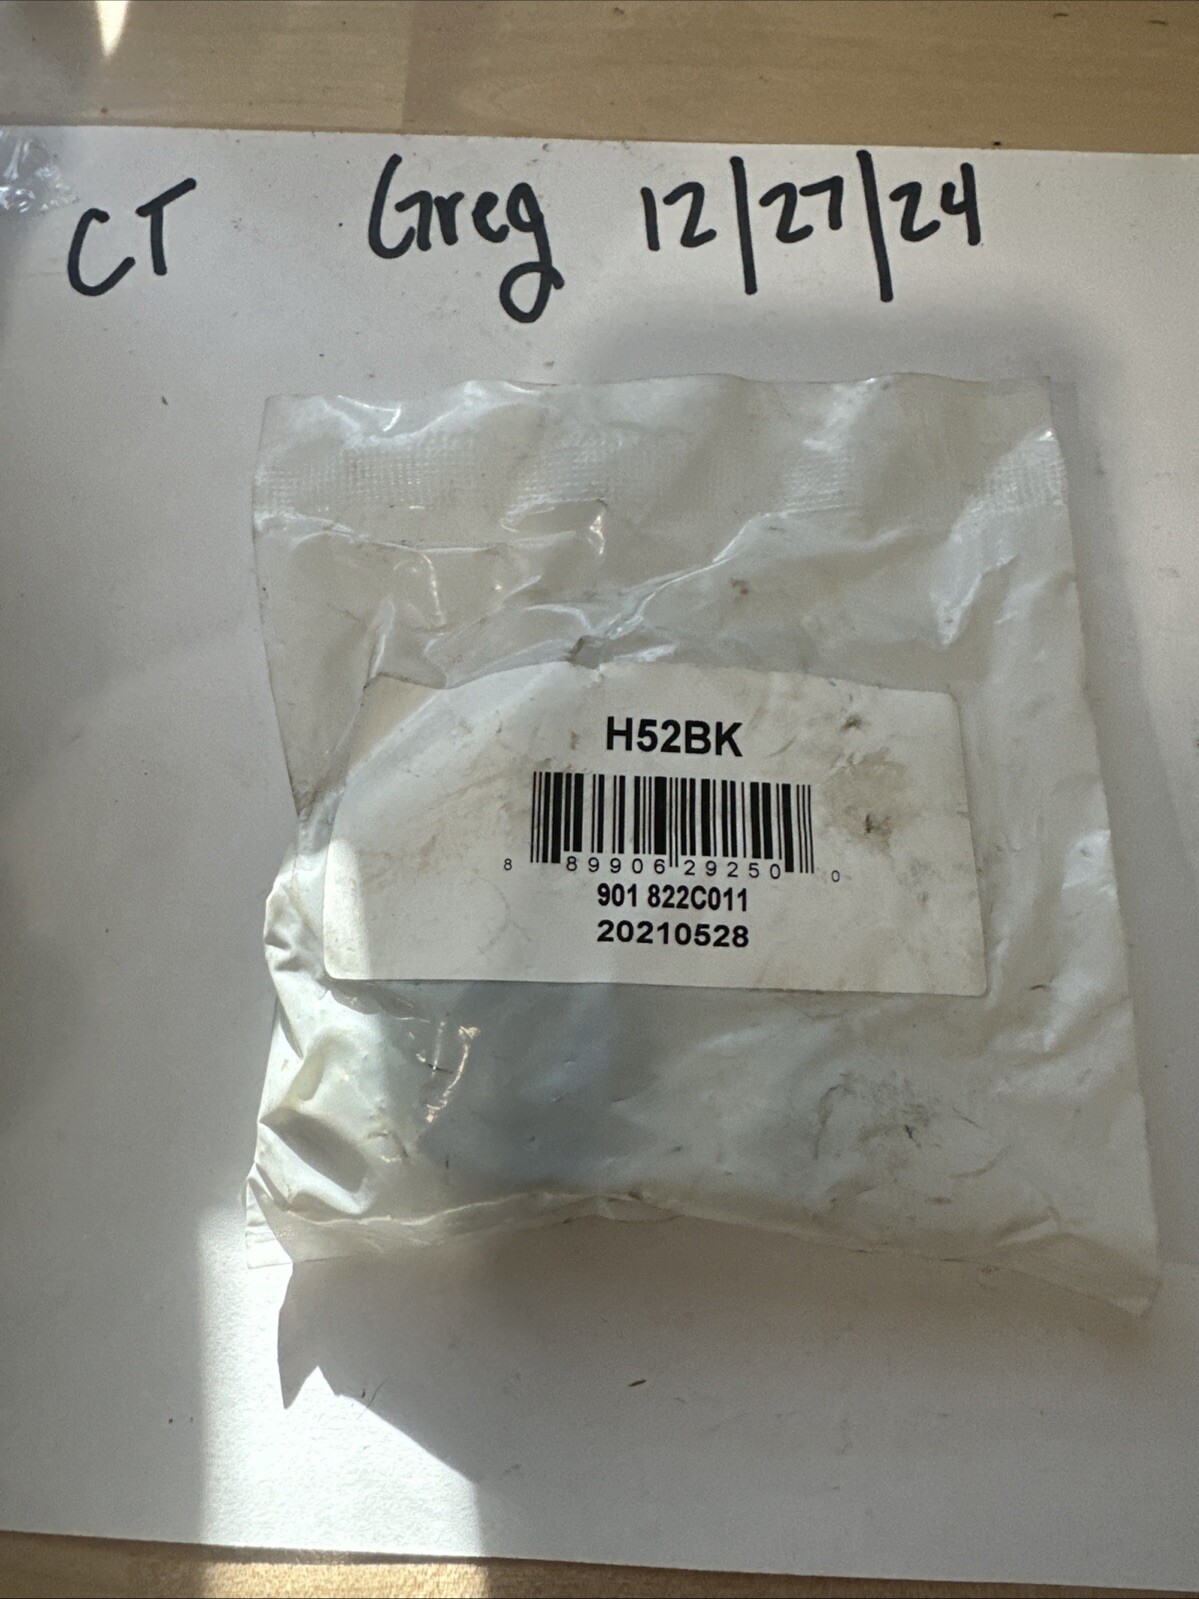 CT Greg 12/27/24
H52BK
8 89906 29250 0
901 822C011
20210528